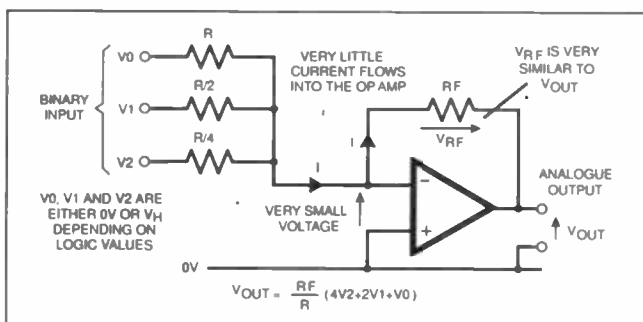 R
V0
R/2
V1
R/4
V2
BINARY
INPUT
V0, V1 AND V2 ARE
EITHER 0V OR VH
DEPENDING ON
LOGIC VALUES
VERY LITTLE
CURRENT FLOWS
INTO THE OP AMP
I
I
VERY SMALL
VOLTAGE
RF
VRF
VRF IS VERY
SIMILAR TO
VOUT
−
+
ANALOGUE
OUTPUT
VOUT
0V
VOUT = RF/R (4V2+2V1+V0)